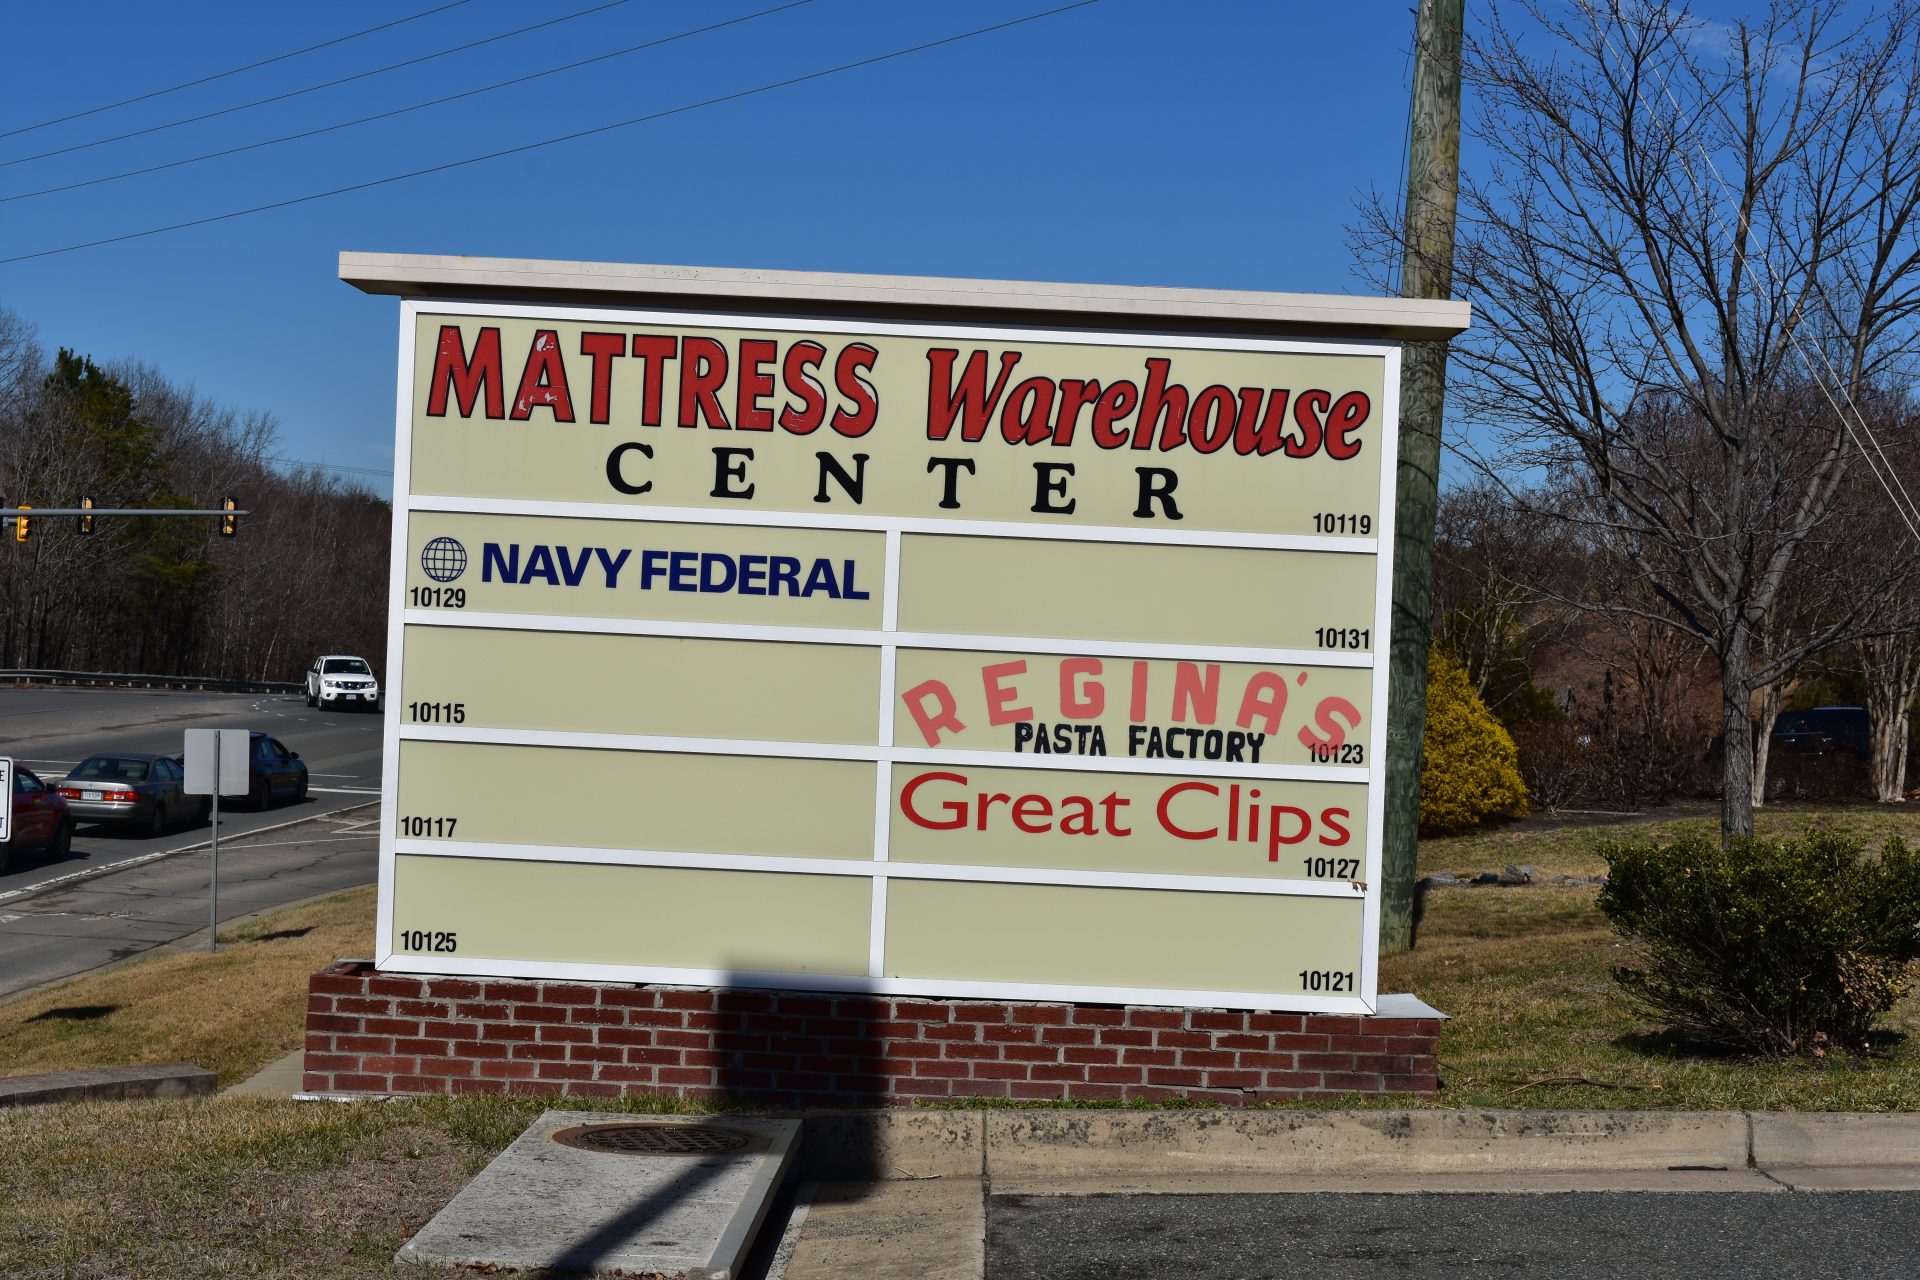 MATTRESS Warehouse
CENTER
10119
NAVY FEDERAL
10129
10131
10115
REGINA'S
PASTA FACTORY
10123
10117
Great Clips
10127
10125
10121